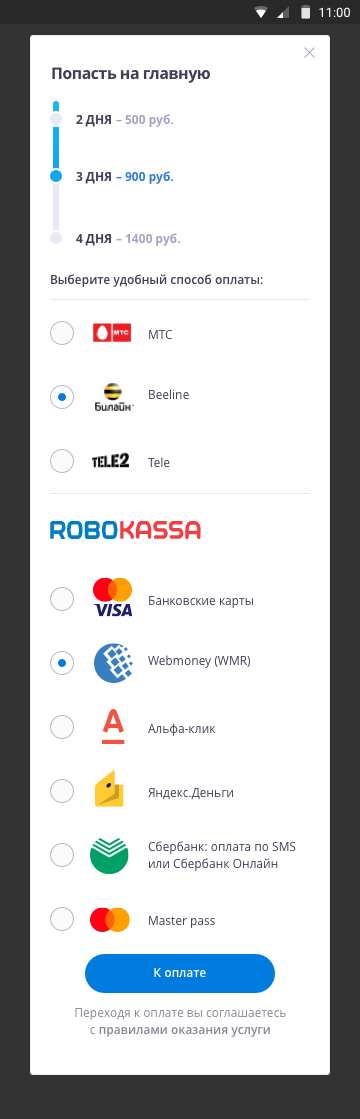 11:00
Попасть на главную
2 ДНЯ – 500 руб.
3 ДНЯ – 900 руб.
4 ДНЯ – 1400 руб.
Выберите удобный способ оплаты:
МТС
МТС
Билайн
Beeline
TELE2
Tele
ROBOKASSA
VISA
Банковские карты
Webmoney (WMR)
Альфа-клик
Яндекс.Деньги
Сбербанк: оплата по SMS
или Сбербанк Онлайн
Master pass
К оплате
Переходя к оплате вы соглашаетесь
с правилами оказания услуги